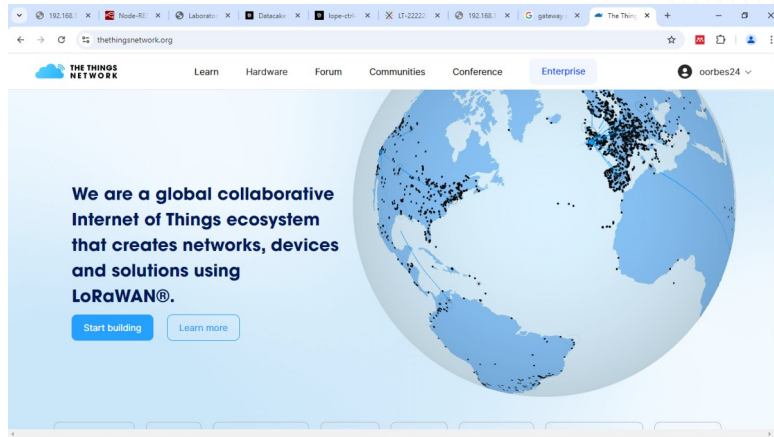 192.168.1
Node-RE
Laborato
Datacake
lope-ctrl
LT-22222
192.168.1
gateway
The Thing
thethingsnetwork.org
THE THINGS
NETWORK
Learn
Hardware
Forum
Communities
Conference
Enterprise
oorbes24
We are a global collaborative
Internet of Things ecosystem
that creates networks, devices
and solutions using
LoRaWAN®.
Start building
Learn more